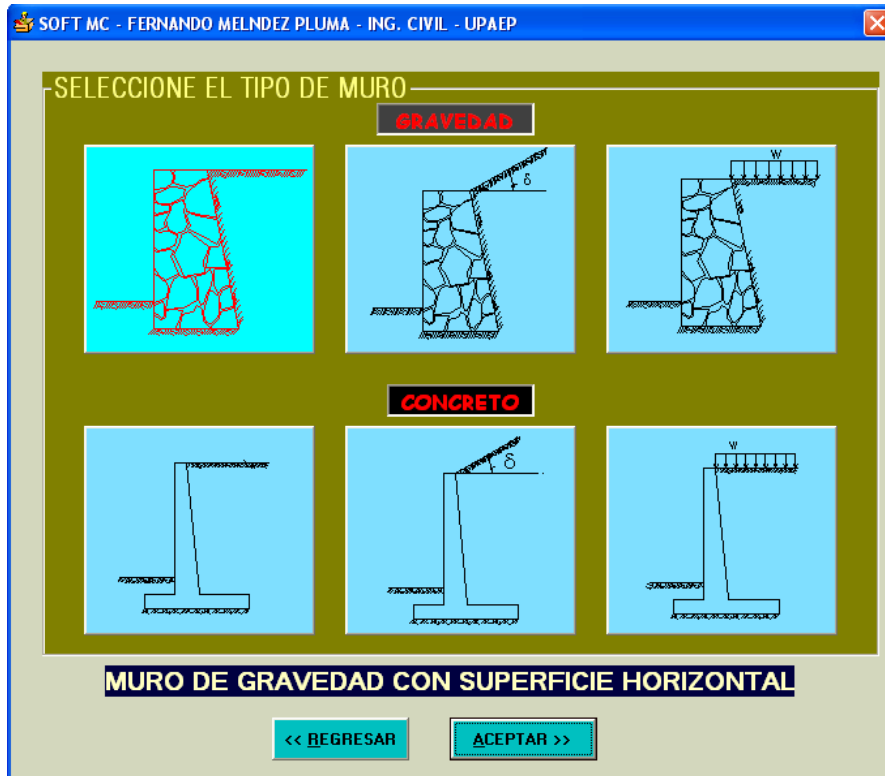 SOFT MC - FERNANDO MELNDEZ PLUMA - ING. CIVIL - UPAEP
SELECCIONE EL TIPO DE MURO
GRAVEDAD
δ
W
CONCRETO
δ
W
MURO DE GRAVEDAD CON SUPERFICIE HORIZONTAL
<< REGRESAR
ACEPTAR >>